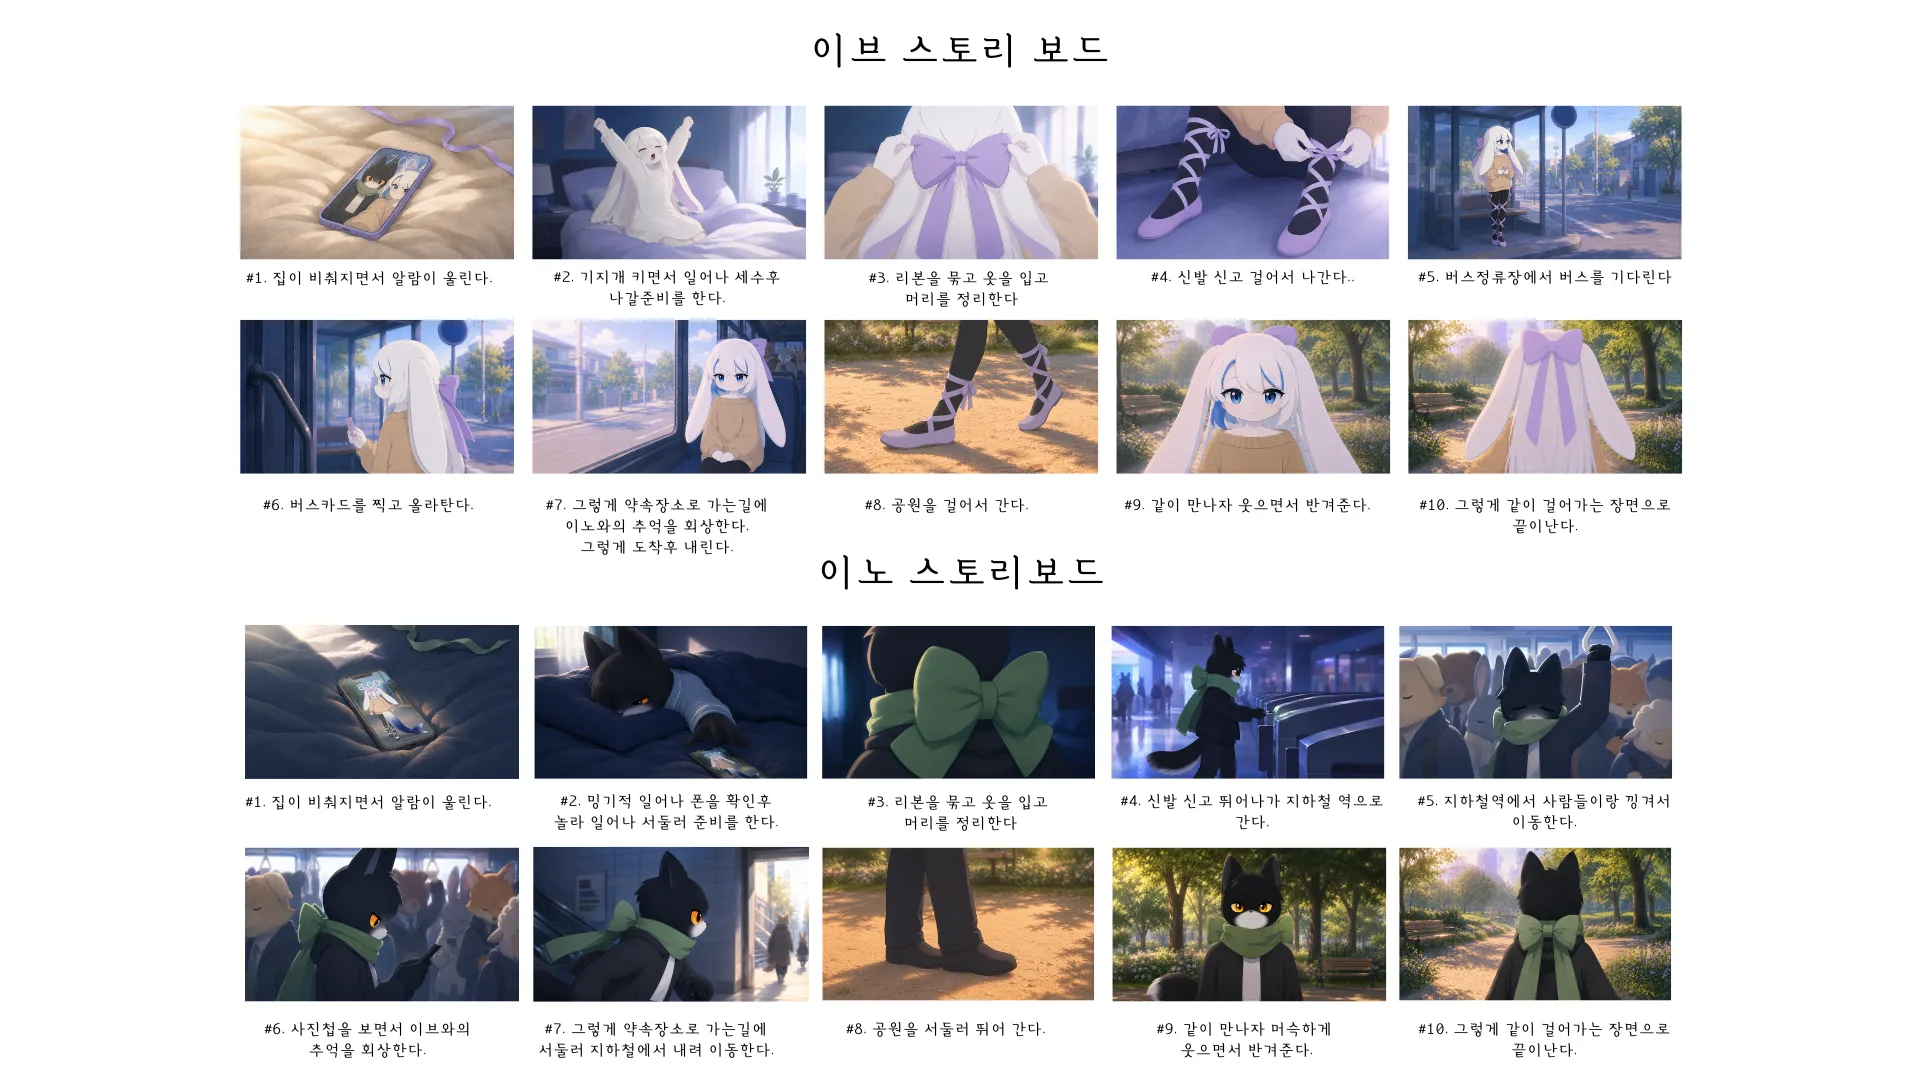 이브 스토리 보드
7:00
#1. 집이 비춰지면서 알람이 울린다.
#2. 기지개 키면서 일어나 세수후
나갈준비를 한다.
#3. 리본을 묶고 옷을 입고
머리를 정리한다
#4. 신발 신고 걸어서 나간다..
#5. 버스정류장에서 버스를 기다린다
#6. 버스카드를 찍고 올라탄다.
#7. 그렇게 약속장소로 가는길에
이노와의 추억을 회상한다.
그렇게 도착후 내린다.
#8. 공원을 걸어서 간다.
#9. 같이 만나자 웃으면서 반겨준다.
#10. 그렇게 같이 걸어가는 장면으로
끝이난다.
이노 스토리보드
8:00
#1. 집이 비춰지면서 알람이 울린다.
#2. 밍기적 일어나 폰을 확인후
놀라 일어나 서둘러 준비를 한다.
#3. 리본을 묶고 옷을 입고
머리를 정리한다
#4. 신발 신고 뛰어나가 지하철 역으로
간다.
#5. 지하철역에서 사람들이랑 낑겨서
이동한다.
#6. 사진첩을 보면서 이브와의
추억을 회상한다.
#7. 그렇게 약속장소로 가는길에
서둘러 지하철에서 내려 이동한다.
#8. 공원을 서둘러 뛰어 간다.
#9. 같이 만나자 머슥하게
웃으면서 반겨준다.
#10. 그렇게 같이 걸어가는 장면으로
끝이난다.